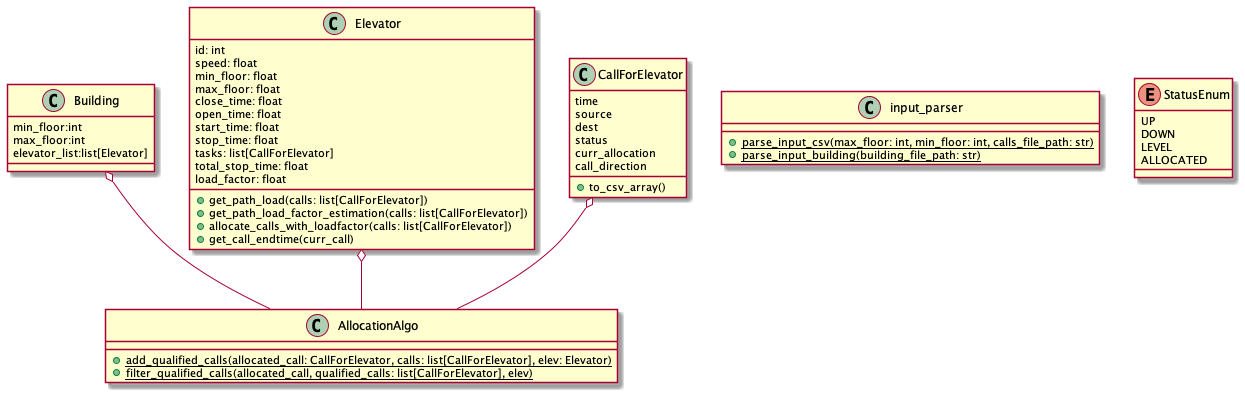 C Building
min_floor:int
max_floor:int
elevator_list:list[Elevator]
C Elevator
id: int
speed: float
min_floor: float
max_floor: float
close_time: float
open_time: float
start_time: float
stop_time: float
tasks: list[CallForElevator]
total_stop_time: float
load_factor: float
get_path_load(calls: list[CallForElevator])
get_path_load_factor_estimation(calls: list[CallForElevator])
allocate_calls_with_loadfactor(calls: list[CallForElevator])
get_call_endtime(curr_call)
C CallForElevator
time
source
dest
status
curr_allocation
call_direction
to_csv_array()
C input_parser
parse_input_csv(max_floor: int, min_floor: int, calls_file_path: str)
parse_input_building(building_file_path: str)
E StatusEnum
UP
DOWN
LEVEL
ALLOCATED
C AllocationAlgo
add_qualified_calls(allocated_call: CallForElevator, calls: list[CallForElevator], elev: Elevator)
filter_qualified_calls(allocated_call, qualified_calls: list[CallForElevator], elev)